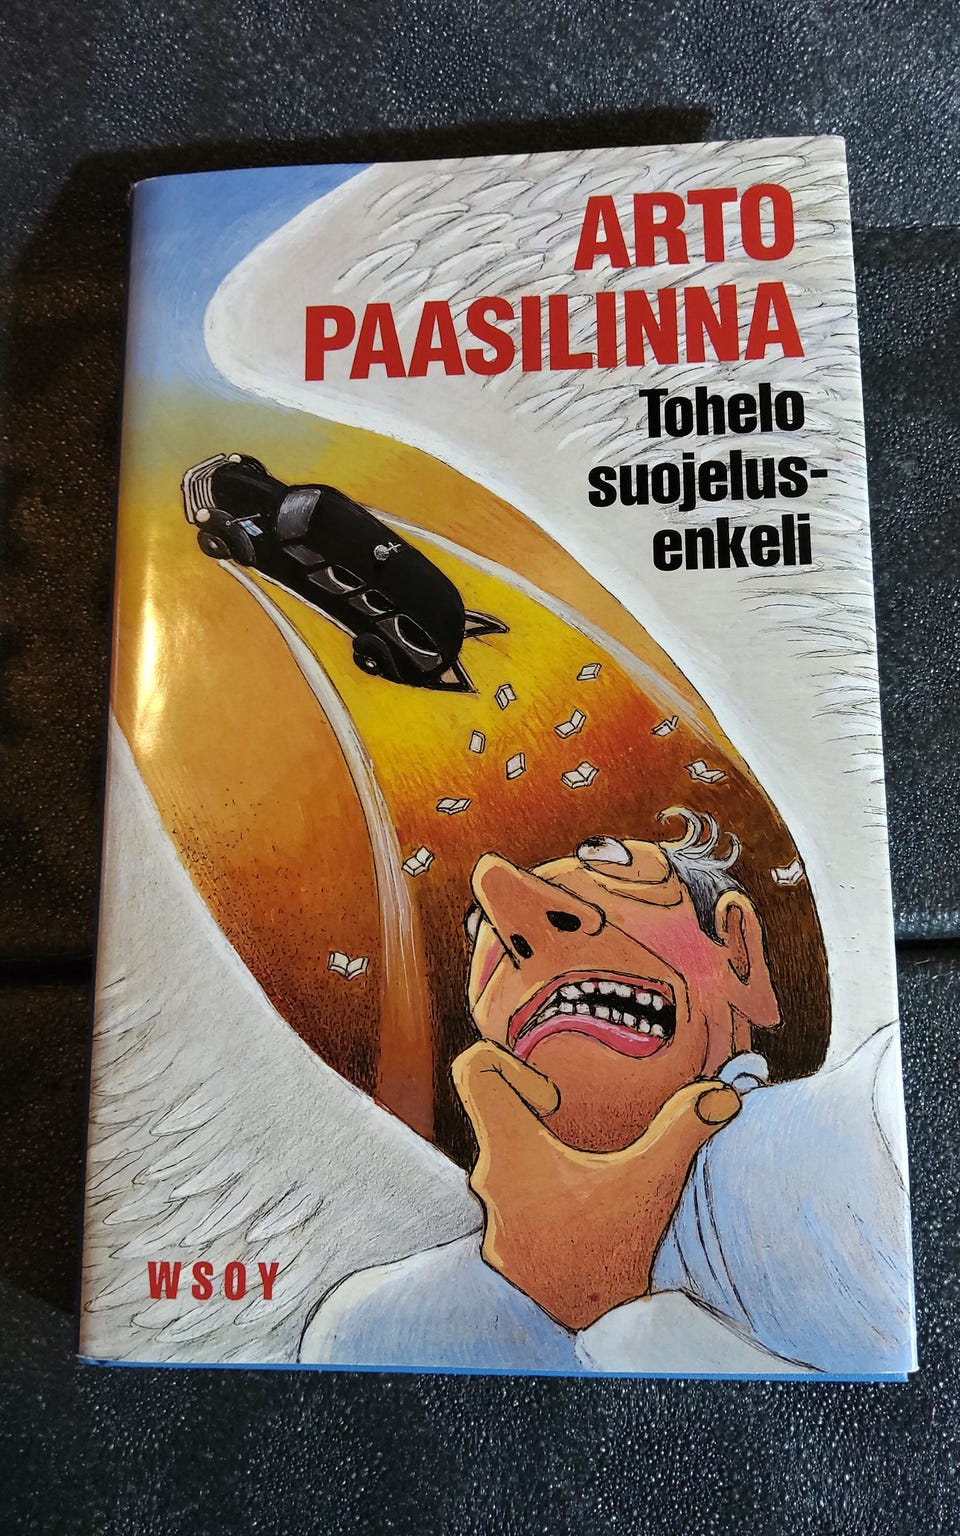 ARTO
PAASILINNA
Tohelo
suojelus-
enkeli
WSOY